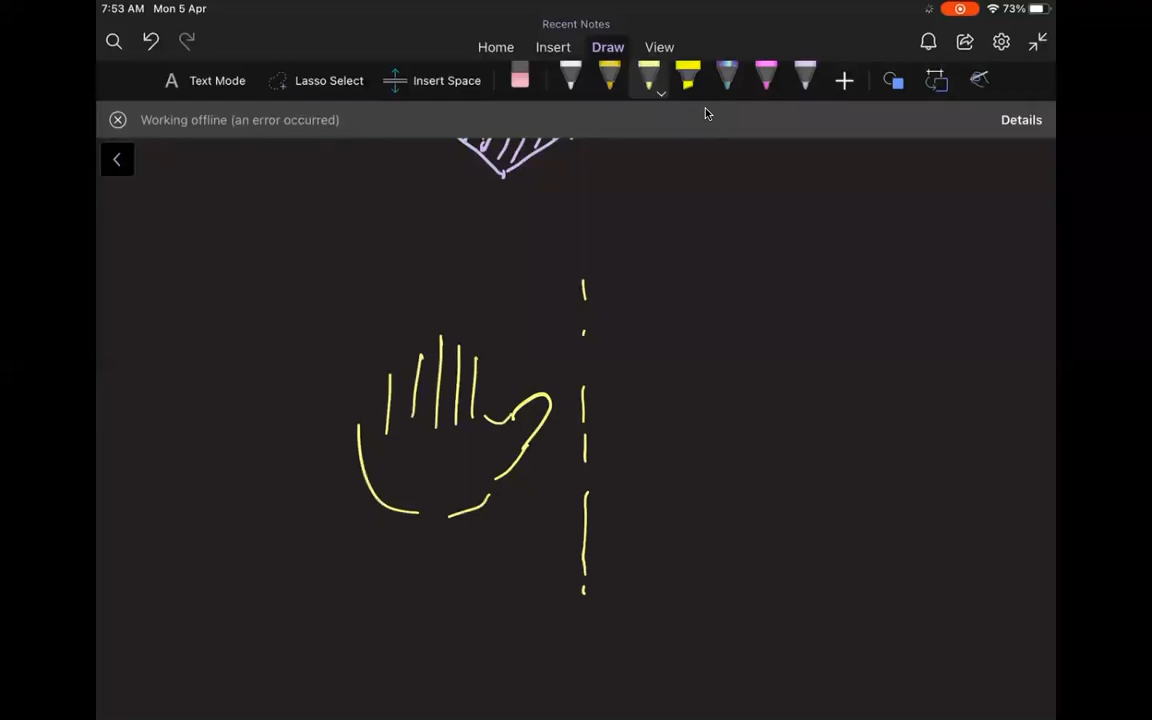 7:53 AM Mon 5 Apr
73%
Recent Notes
Home Insert Draw View
Text Mode Lasso Select Insert Space
Working offline (an error occurred) Details